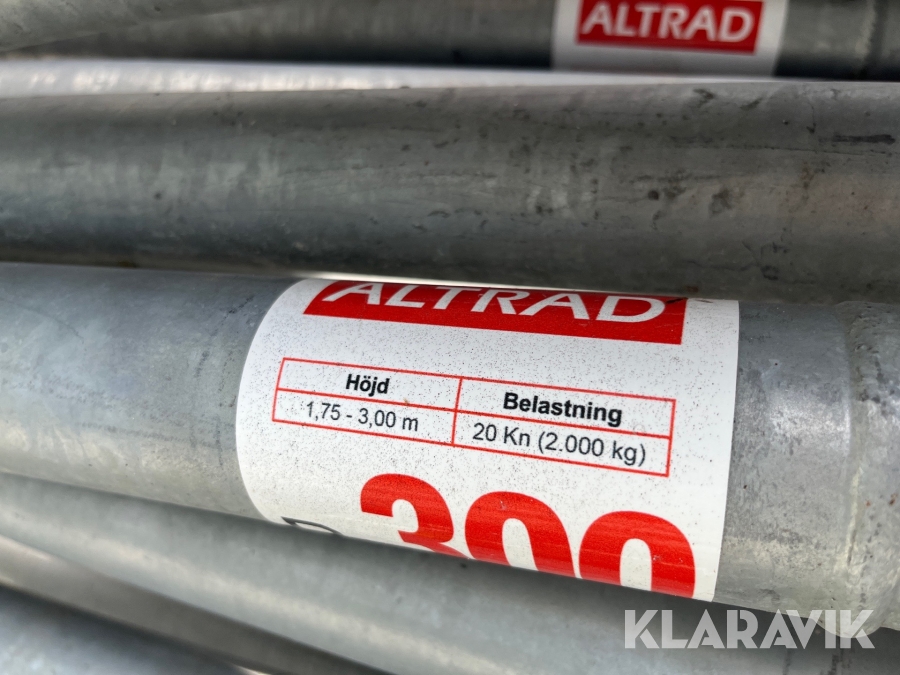 ALTRAD
ALTRAD
Höjd
Belastning
1,75 - 3,00 m
20 Kn (2.000 kg)
300
KLARAVIK